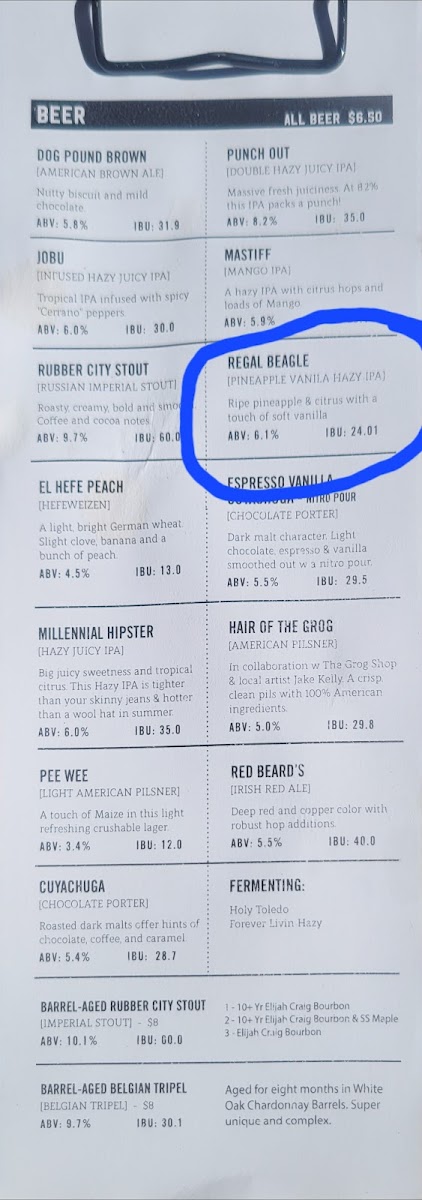 BEER
ALL BEER $6.50
DOG POUND BROWN
[AMERICAN BROWN ALE]
Nutty biscuit and mild
chocolate.
ABV: 5.8% IBU: 31.9
PUNCH OUT
[DOUBLE HAZY JUICY IPA]
Massive fresh juiciness. At 8.2%
this IPA packs a punch!
ABV: 8.2% IBU: 35.0
JOBU
[INFUSED HAZY JUICY IPA]
Tropical IPA infused with spicy
"Cerrano" peppers.
ABV: 6.0% IBU: 30.0
MASTIFF
[MANGO IPA]
A hazy IPA with citrus hops and
loads of Mango.
ABV: 5.9%
RUBBER CITY STOUT
[RUSSIAN IMPERIAL STOUT]
Roasty, creamy, bold and smoo
Coffee and cocoa notes.
ABV: 9.7% IBU: 60.0
REGAL BEAGLE
[PINEAPPLE VANILA HAZY IPA]
Ripe pineapple & citrus with a
touch of soft vanilla
ABV: 6.1% IBU: 24.01
EL HEFE PEACH
[HEFEWEIZEN]
A light, bright German wheat.
Slight clove, banana and a
bunch of peach.
ABV: 4.5% IBU: 13.0
ESPRESSO VANILLA
NITRO POUR
[CHOCOLATE PORTER]
Dark malt character. Light
chocolate, espresso & vanilla
smoothed out w a nitro pour.
ABV: 5.5% IBU: 29.5
MILLENNIAL HIPSTER
[HAZY JUICY IPA]
Big juicy sweetness and tropical
citrus. This Hazy IPA is tighter
than your skinny jeans & hotter
than a wool hat in summer.
ABV: 6.0% IBU: 35.0
HAIR OF THE GROG
[AMERICAN PILSNER]
In collaboration w The Grog Shop
& local artist Jake Kelly. A crisp
clean pils with 100% American
ingredients.
ABV: 5.0% IBU: 29.8
PEE WEE
[LIGHT AMERICAN PILSNER]
A touch of Maize in this light
refreshing crushable lager.
ABV: 3.4% IBU: 12.0
RED BEARD'S
[IRISH RED ALE]
Deep red and copper color with
robust hop additions.
ABV: 5.5% IBU: 40.0
CUYACHUGA
[CHOCOLATE PORTER]
Roasted dark malts offer hints of
chocolate, coffee, and caramel
ABV: 5.4% IBU: 28.7
FERMENTING:
Holy Toledo
Forever Livin Hazy
BARREL-AGED RUBBER CITY STOUT
[IMPERIAL STOUT] - $8
ABV: 10.1% IBU: 60.0
1 - 10+ Yr Elijah Craig Bourbon
2 - 10+ Yr Elijah Craig Bourbon & SS Maple
3 - Elijah Craig Bourbon
BARREL-AGED BELGIAN TRIPEL
[BELGIAN TRIPEL] - $8
ABV: 9.7% IBU: 30.1
Aged for eight months in White
Oak Chardonnay Barrels. Super
unique and complex.